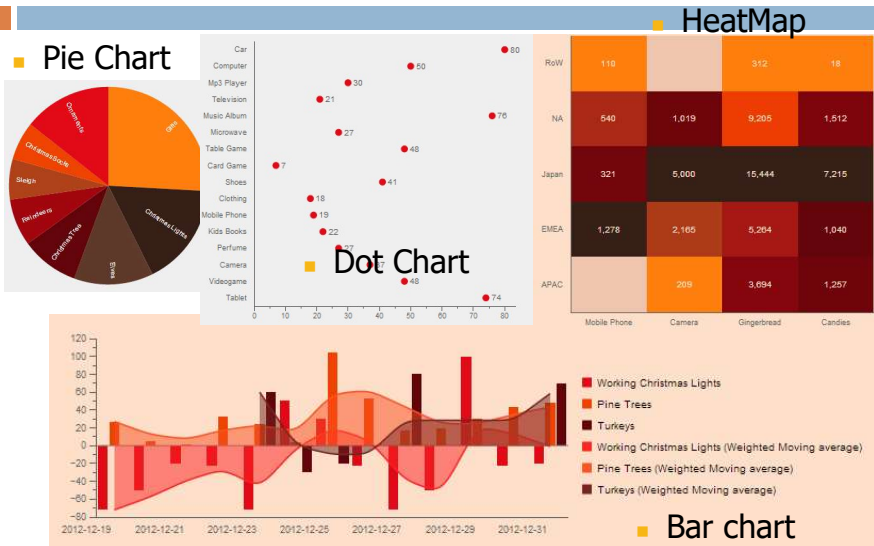 HeatMap
Pie Chart
Ornaments
Gifts
Christmas Socks
Sleigh
Reindeers
Christmas Tree
Elves
Christmas Lights
Car
80
Computer
50
Mp3 Player
30
Television
21
Music Album
76
Microwave
27
Table Game
48
Card Game
7
Shoes
41
Clothing
18
Mobile Phone
19
Kids Books
22
Perfume
27
Camera
Videogame
48
Tablet
74
0 10 20 30 40 50 60 70 80
Dot Chart
RoW 110 312 18
NA 540 1,019 9,205 1,512
Japan 321 5,000 15,444 7,215
EMEA 1,278 2,165 5,264 1,040
APAC 209 3,694 1,257
Mobile Phone Camera Gingerbread Candies
120
100
80
60
40
20
0
-20
-40
-60
-80
2012-12-19 2012-12-21 2012-12-23 2012-12-25 2012-12-27 2012-12-29 2012-12-31
Working Christmas Lights
Pine Trees
Turkeys
Working Christmas Lights (Weighted Moving average)
Pine Trees (Weighted Moving average)
Turkeys (Weighted Moving average)
Bar chart